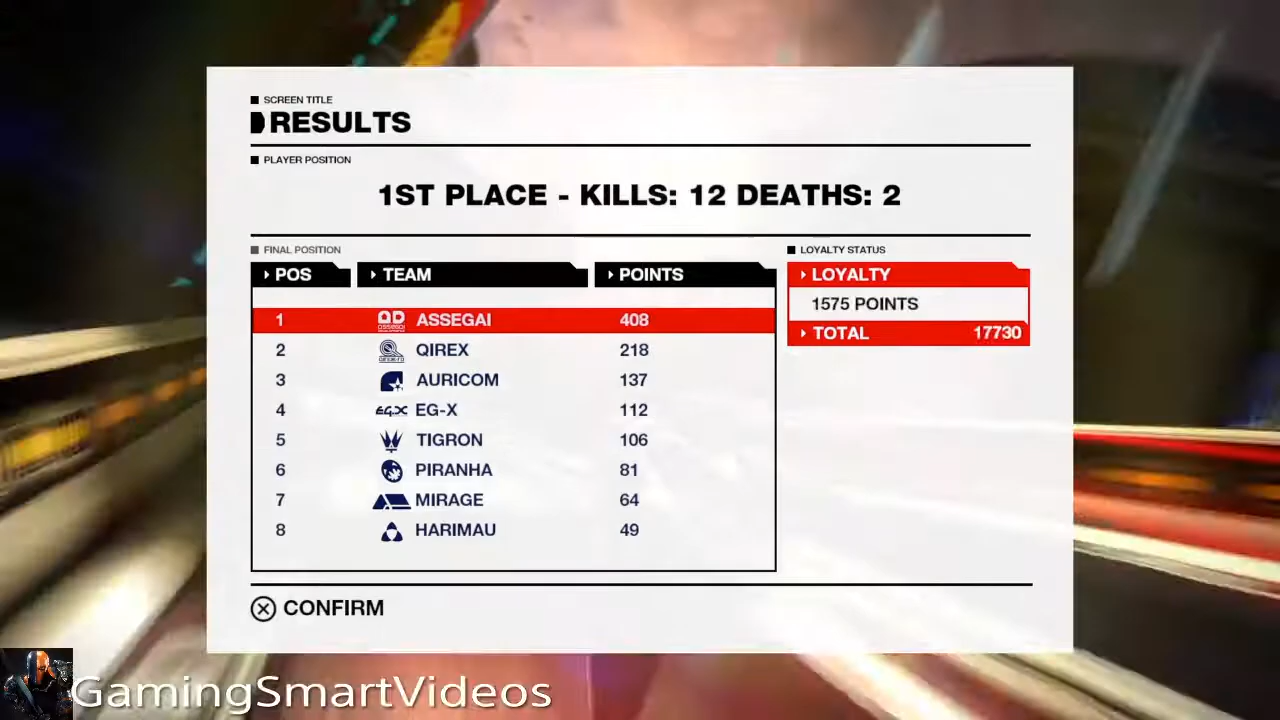 SCREEN TITLE
RESULTS
PLAYER POSITION
1ST PLACE - KILLS: 12 DEATHS: 2
FINAL POSITION
POS TEAM POINTS
1 ASSEGAI 408
2 QIREX 218
3 AURICOM 137
4 EG-X 112
5 TIGRON 106
6 PIRANHA 81
7 MIRAGE 64
8 HARIMAU 49
LOYALTY STATUS
LOYALTY
1575 POINTS
TOTAL 17730
CONFIRM
GamingSmartVideos